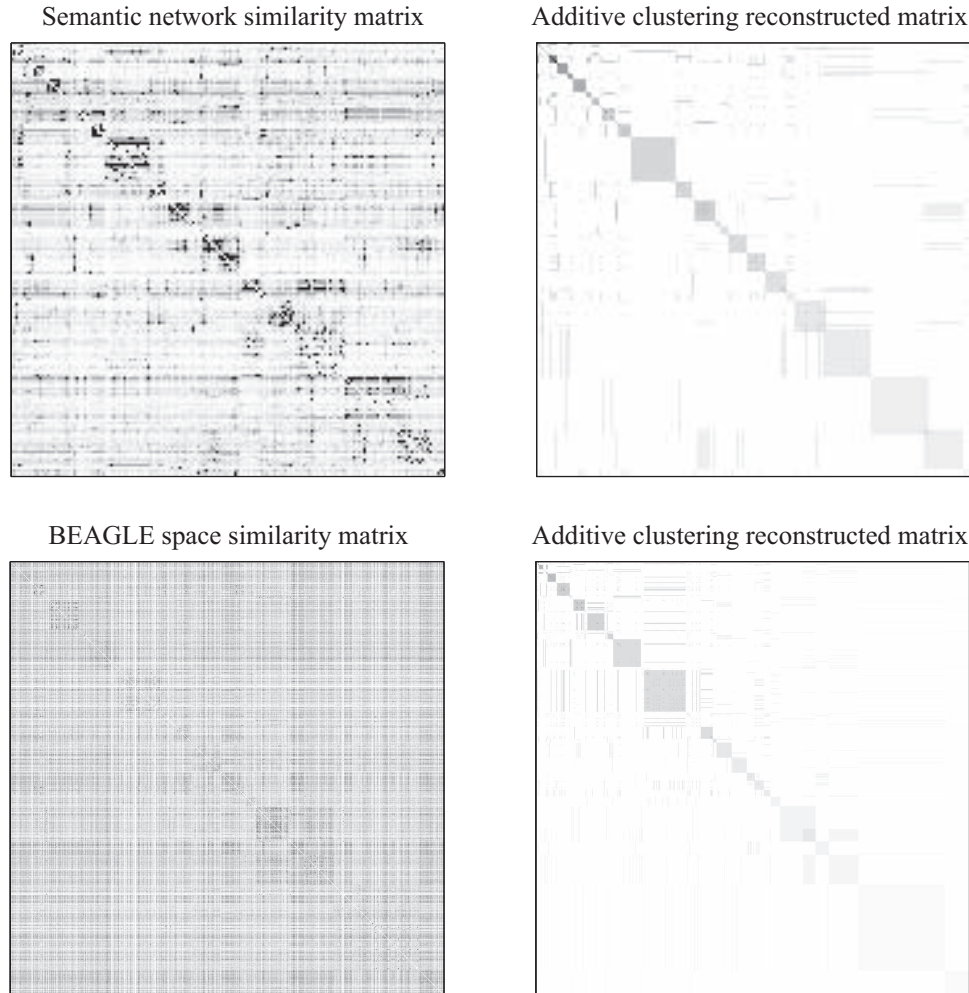 Semantic network similarity matrix
Additive clustering reconstructed matrix
BEAGLE space similarity matrix
Additive clustering reconstructed matrix